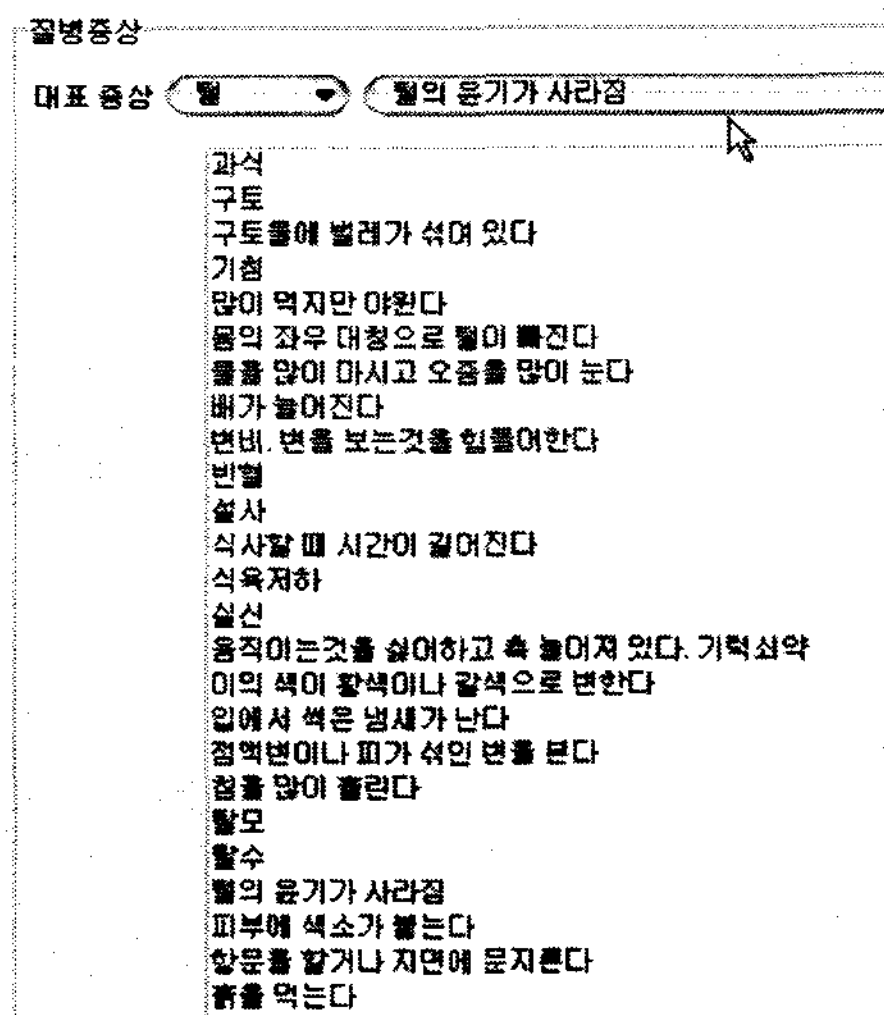 질병증상
대표 증상 털 털의 윤기가 사라짐
과식
구토
구토물에 벌레가 섞여 있다
기침
많이 먹지만 야윈다
몸의 좌우 대칭으로 털이 빠진다
물을 많이 마시고 오줌을 많이 눈다
배가 늘어진다
변비. 변을 보는것을 힘들어한다
빈혈
설사
식사할 때 시간이 길어진다
식욕저하
실신
움직이는것을 싫어하고 축 늘어져 있다. 기력쇠약
이의 색이 황색이나 갈색으로 변한다
입에서 썩은 냄새가 난다
점액변이나 피가 섞인 변을 본다
침을 많이 흘린다
탈모
탈수
털의 윤기가 사라짐
피부에 색소가 붙는다
항문을 핥거나 지면에 문지른다
흙을 먹는다